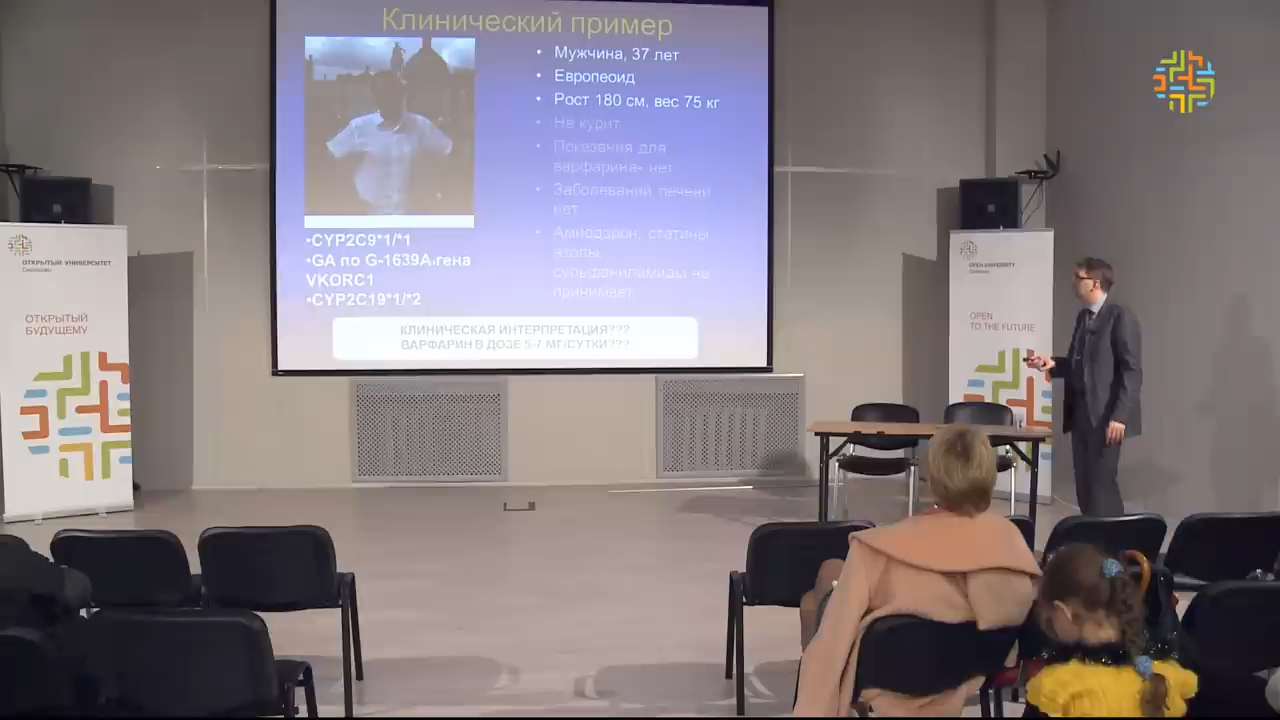 Клинический пример
• Мужчина, 37 лет
• Европеоид
• Рост 180 см, вес 75 кг
• Не курит
• Показания для
варфарина- нет
• Заболеваний печени
нет
• Амиодарон, статины
азолы,
сульфаниламиды не
принимает
•CYP2C9*1/*1
•GA по G-1639A гена
VKORC1
•CYP2C19*1/*2
КЛИНИЧЕСКАЯ ИНТЕРПРЕТАЦИЯ???
ВАРФАРИН В ДОЗЕ 5-7 МГ/СУТКИ???
ОТКРЫТЫЙ УНИВЕРСИТЕТ
Сколково
ОТКРЫТЫЙ
БУДУЩЕМУ
OPEN UNIVERSITY
Skolkovo
OPEN
TO THE FUTURE